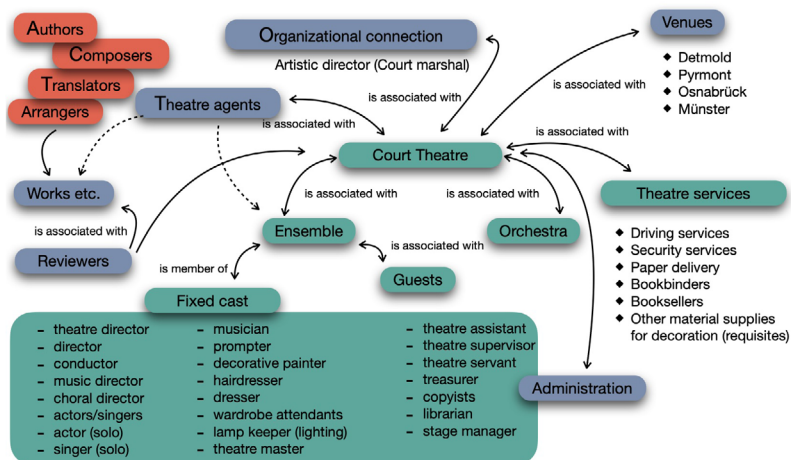 Authors
Composers
Translators
Arrangers
Organizational connection
Artistic director (Court marshal)
Venues
◆ Detmold
◆ Pyrmont
◆ Osnabrück
◆ Münster
Theatre agents
is associated with
is associated with
is associated with
Court Theatre
Works etc.
is associated with
is associated with
is associated with
Theatre services
Reviewers
Ensemble
Orchestra
is associated with
is member of
Guests
◆ Driving services
◆ Security services
◆ Paper delivery
◆ Bookbinders
◆ Booksellers
◆ Other material supplies
for decoration (requisites)
Fixed cast
– theatre director
– director
– conductor
– music director
– choral director
– actors/singers
– actor (solo)
– singer (solo)
– musician
– prompter
– decorative painter
– hairdresser
– dresser
– wardrobe attendants
– lamp keeper (lighting)
– theatre master
– theatre assistant
– theatre supervisor
– theatre servant
– treasurer
– copyists
– librarian
– stage manager
Administration